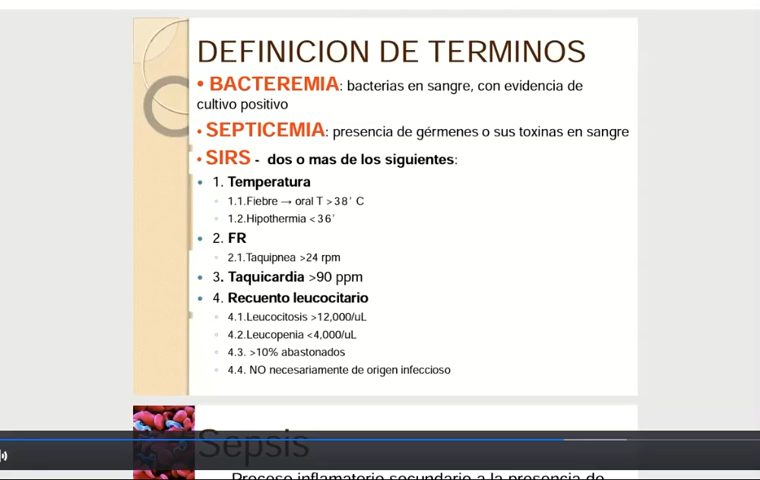 DEFINICION DE TERMINOS
• BACTEREMIA: bacterias en sangre, con evidencia de
cultivo positivo
• SEPTICEMIA: presencia de gérmenes o sus toxinas en sangre
• SIRS - dos o mas de los siguientes:
• 1. Temperatura
◦ 1.1.Fiebre → oral T >38° C
◦ 1.2.Hipothermia <36°
• 2. FR
◦ 2.1.Taquipnea >24 rpm
• 3. Taquicardia >90 ppm
• 4. Recuento leucocitario
◦ 4.1.Leucocitosis >12,000/uL
◦ 4.2.Leucopenia <4,000/uL
◦ 4.3. >10% abastonados
◦ 4.4. NO necesariamente de origen infeccioso
Sepsis
Proceso inflamatorio secundario a la presencia de